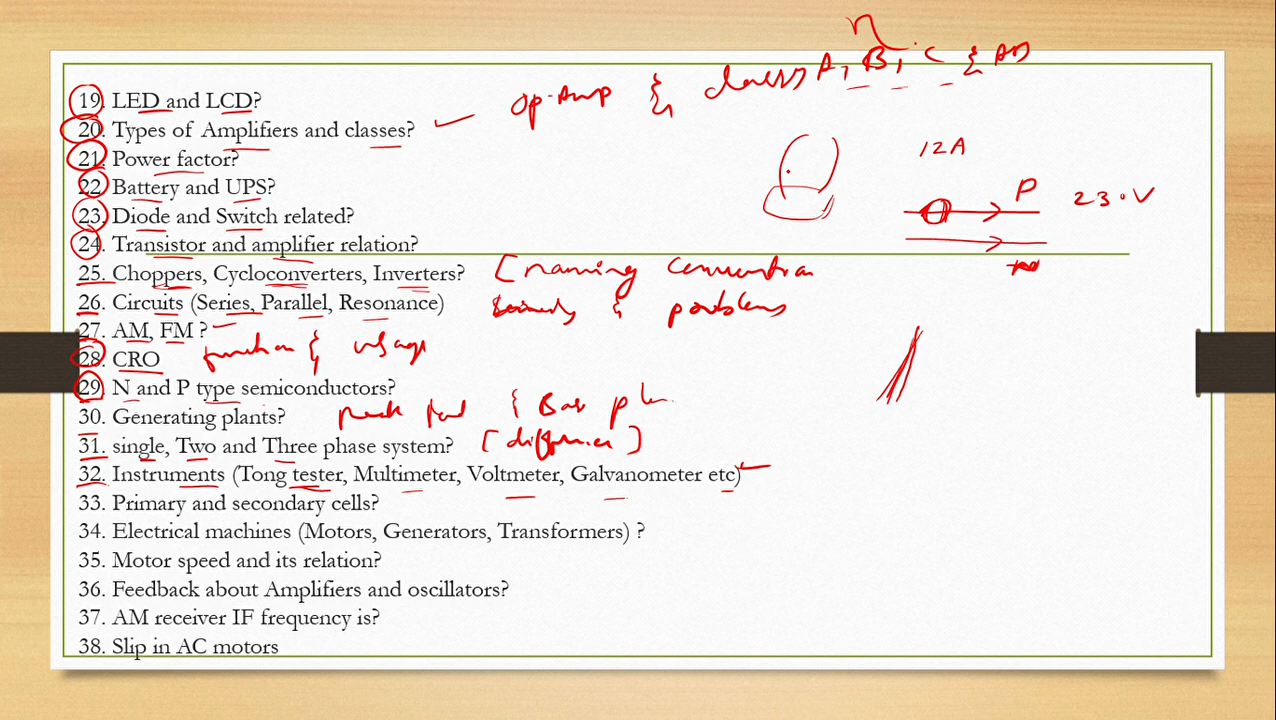 η
Op-Amp { classes A, B, C { AB
19. LED and LCD?
20. Types of Amplifiers and classes?
12A
21. Power factor?
22. Battery and UPS?
P 230V
23. Diode and Switch related?
24. Transistor and amplifier relation?
25. Choppers, Cycloconverters, Inverters? [naming
26. Circuits (Series, Parallel, Resonance) & problems
27. AM, FM ?
28. CRO function & usage
29. N and P type semiconductors?
30. Generating plants? peak &
31. single, Two and Three phase system? [difference]
32. Instruments (Tong tester, Multimeter, Voltmeter, Galvanometer etc)
33. Primary and secondary cells?
34. Electrical machines (Motors, Generators, Transformers) ?
35. Motor speed and its relation?
36. Feedback about Amplifiers and oscillators?
37. AM receiver IF frequency is?
38. Slip in AC motors